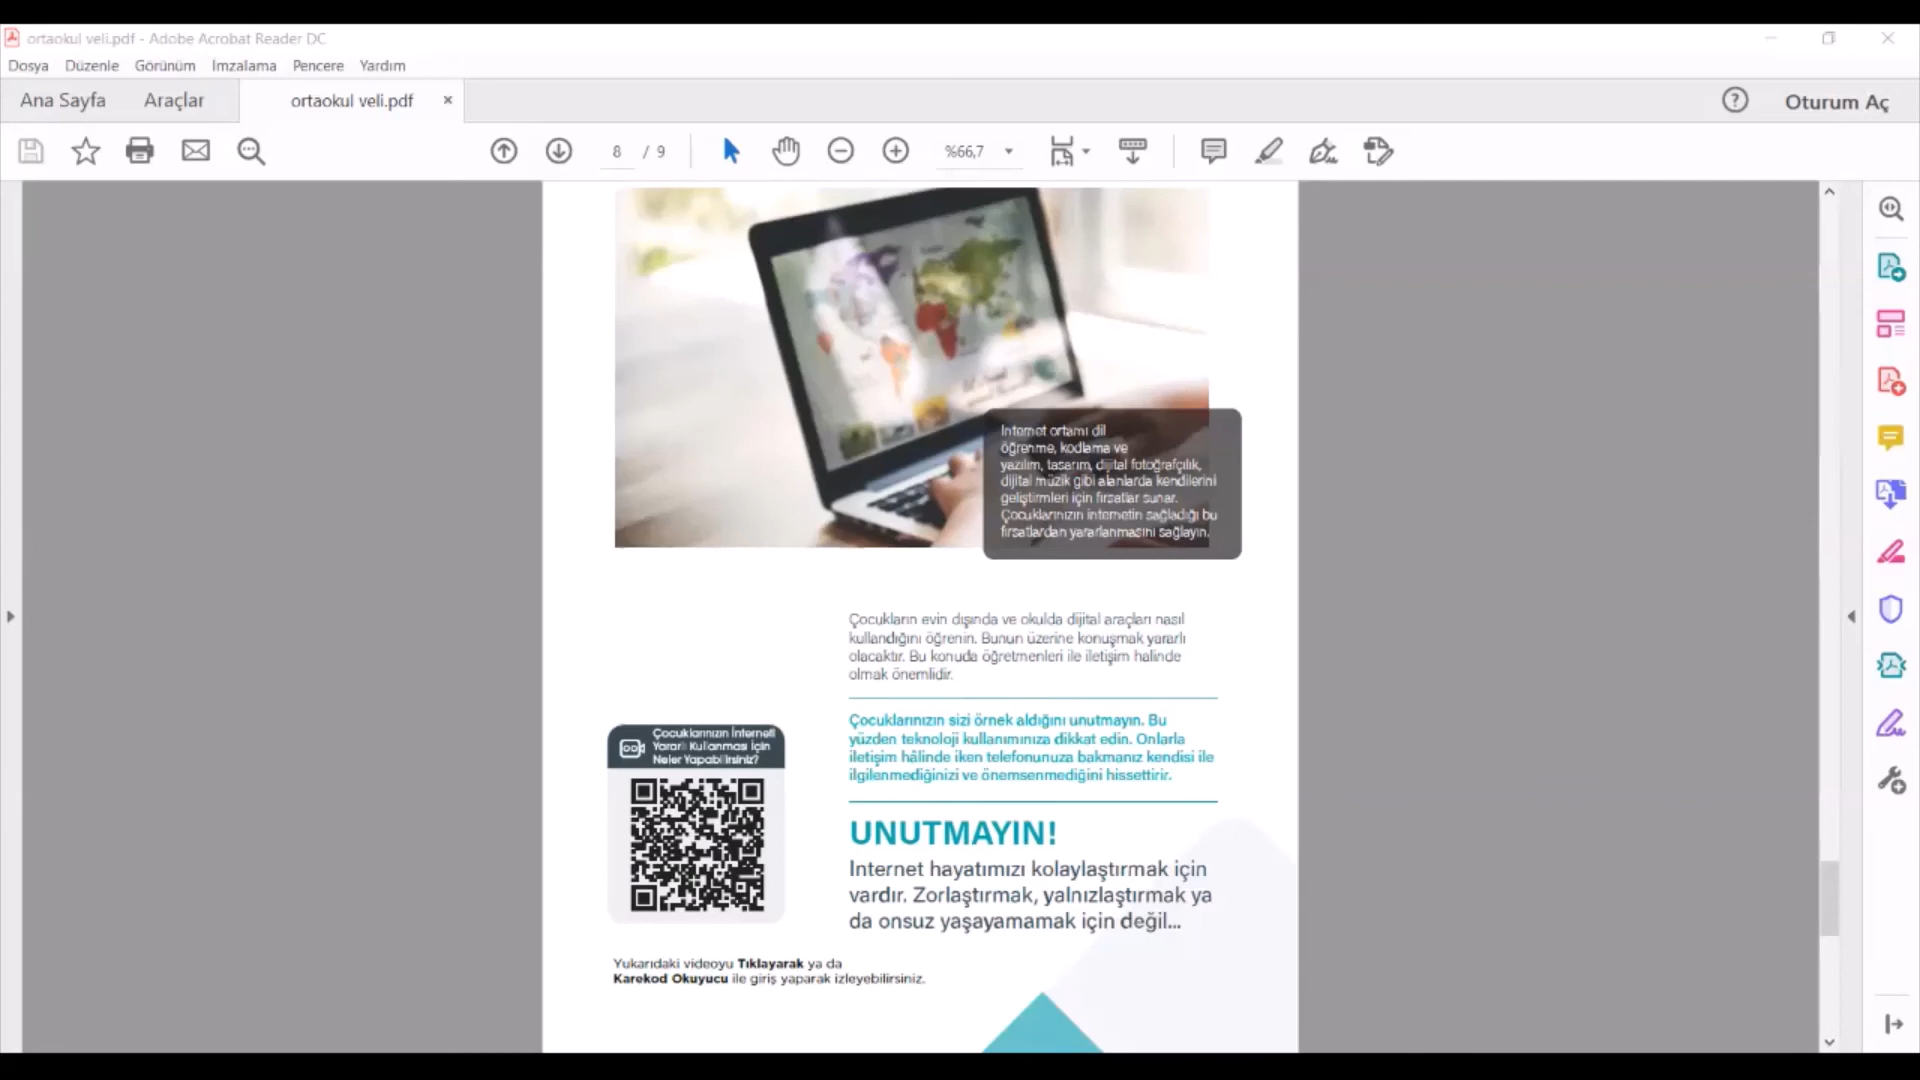 ortaokul veli.pdf - Adobe Acrobat Reader DC
Dosya Düzenle Görünüm İmzalama Pencere Yardım
Ana Sayfa Araçlar ortaokul veli.pdf × Oturum Aç
8 / 9 %66,7
İnternet ortamı dil
öğrenme, kodlama ve
yazılım, tasarım, dijital fotoğrafçılık,
dijital müzik gibi alanlarda kendilerini
geliştirmleri için fırsatlar sunar.
Çocuklarınızın internetin sağladığı bu
fırsatlardan yararlanmasını sağlayın.
Çocukların evin dışında ve okulda dijital araçları nasıl
kullandığını öğrenin. Bunun üzerine konuşmak yararlı
olacaktır. Bu konuda öğretmenleri ile iletişim halinde
olmak önemlidir.
Çocuklarınızın sizi örnek aldığını unutmayın. Bu
yüzden teknoloji kullanımınıza dikkat edin. Onlarla
iletişim hâlinde iken telefonunuza bakmanız kendisi ile
ilgilenmediğinizi ve önemsenmediğini hissettirir.
Çocuklarınızın İnterneti
Yararlı Kullanması İçin
Neler Yapabilirsiniz?
UNUTMAYIN!
İnternet hayatımızı kolaylaştırmak için
vardır. Zorlaştırmak, yalnızlaştırmak ya
da onsuz yaşayamamak için değil...
Yukarıdaki videoyu Tıklayarak ya da
Karekod Okuyucu ile giriş yaparak izleyebilirsiniz.